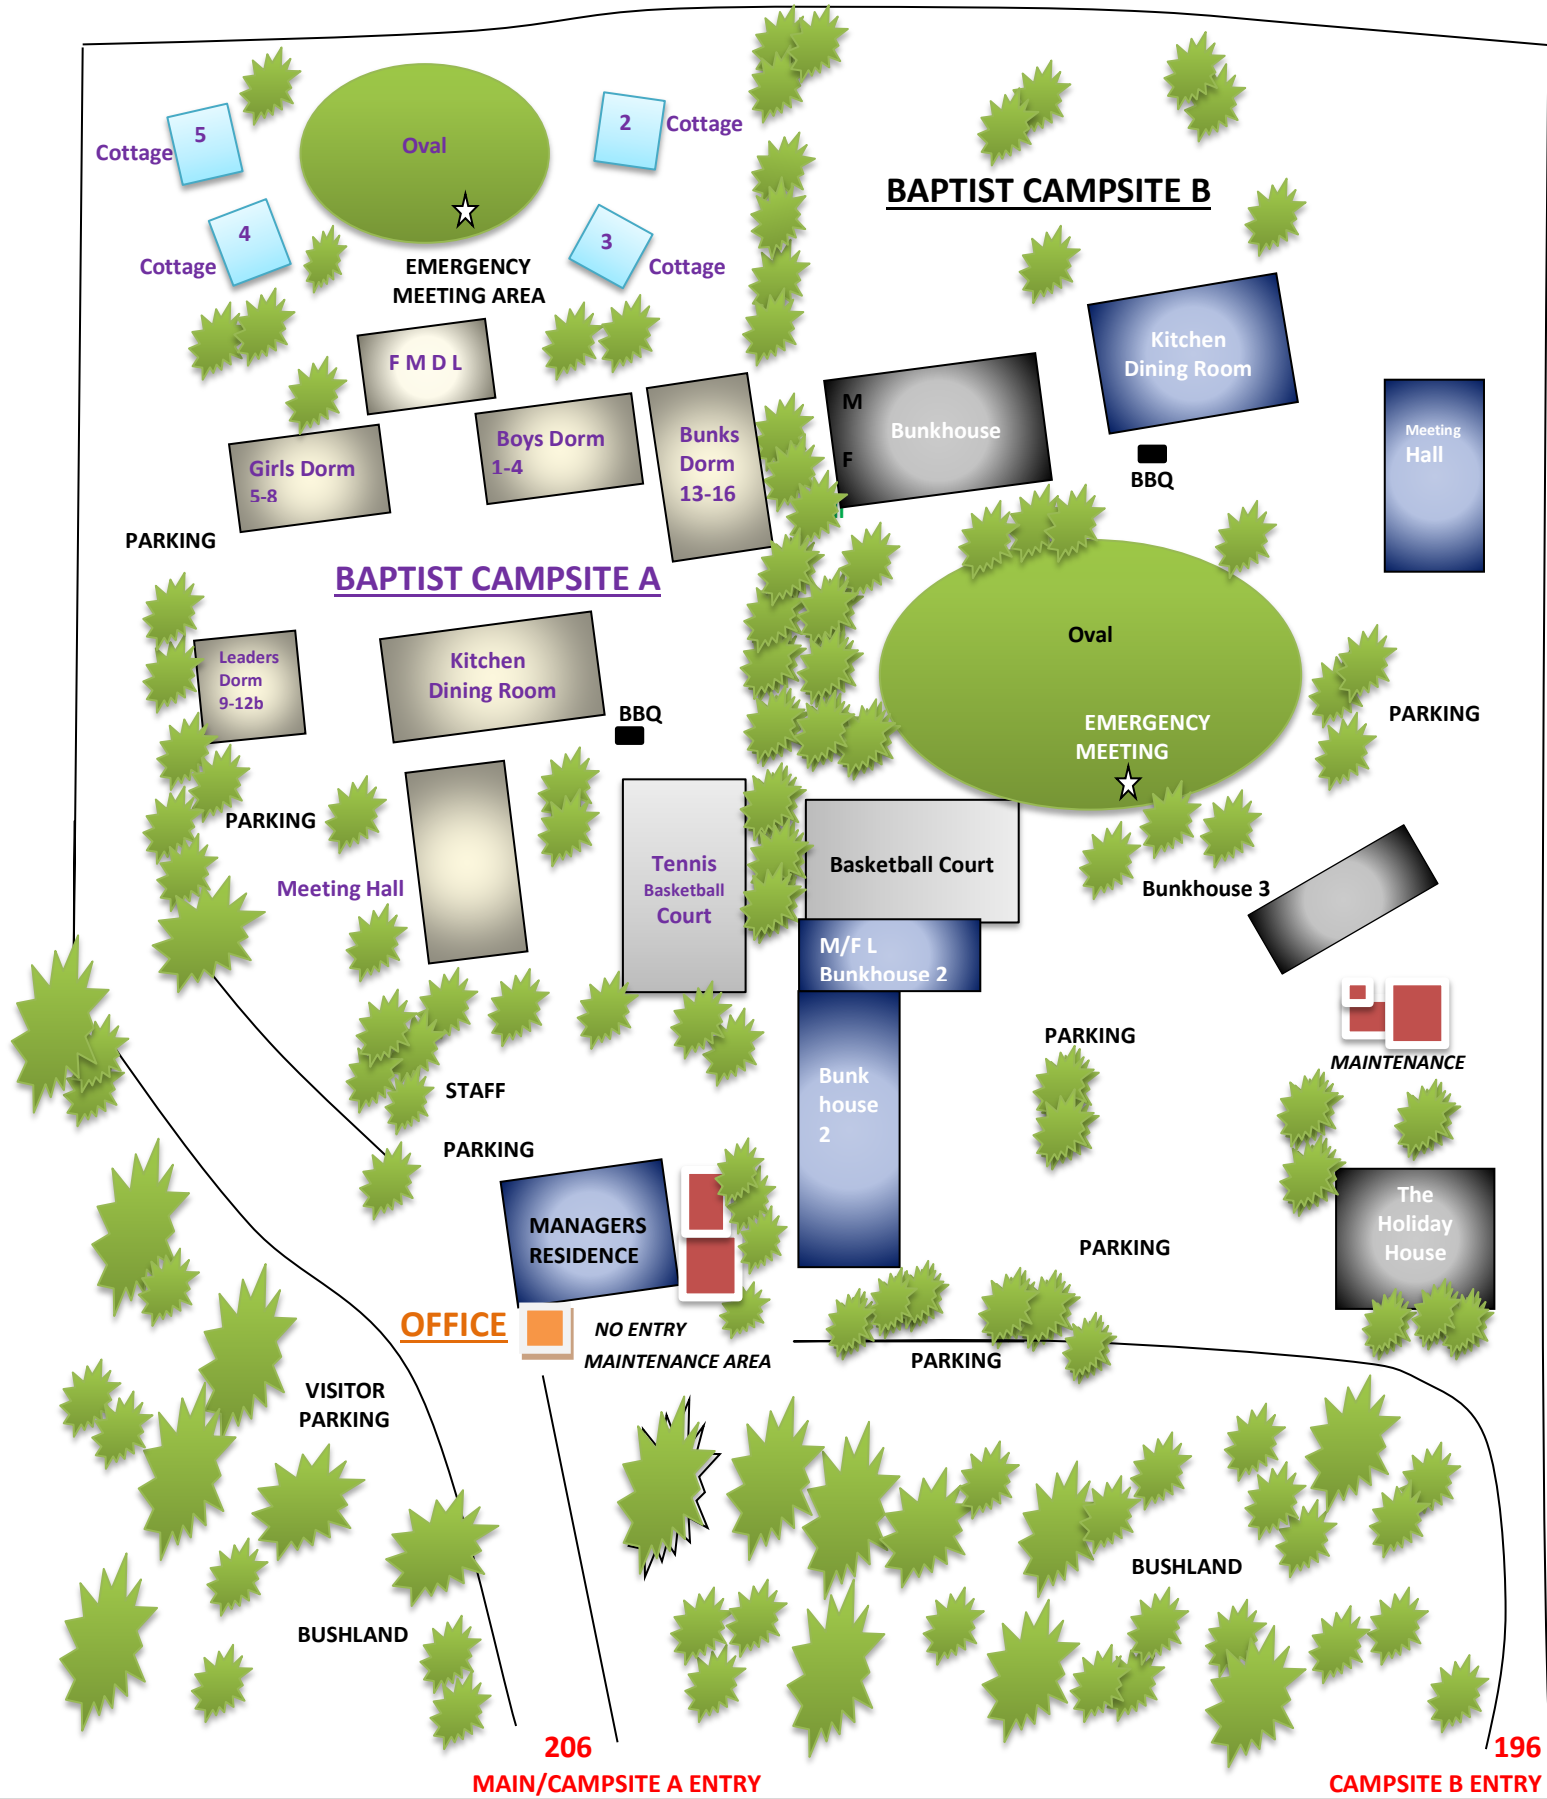 5
Cottage
Oval
2
Cottage
4
Cottage
3
Cottage
EMERGENCY
MEETING AREA
BAPTIST CAMPSITE B
F M D L
Girls Dorm
5-8
Boys Dorm
1-4
Bunks
Dorm
13-16
M
F
Bunkhouse
Kitchen
Dining Room
BBQ
Meeting
Hall
PARKING
BAPTIST CAMPSITE A
Leaders
Dorm
9-12b
Kitchen
Dining Room
BBQ
Oval
EMERGENCY
MEETING
PARKING
PARKING
Meeting Hall
Tennis
Basketball
Court
Basketball Court
Bunkhouse 3
M/F L
Bunkhouse 2
Bunk
house
2
PARKING
MAINTENANCE
STAFF
PARKING
MANAGERS
RESIDENCE
PARKING
The
Holiday
House
OFFICE
NO ENTRY
MAINTENANCE AREA
PARKING
VISITOR
PARKING
BUSHLAND
BUSHLAND
206
MAIN/CAMPSITE A ENTRY
196
CAMPSITE B ENTRY